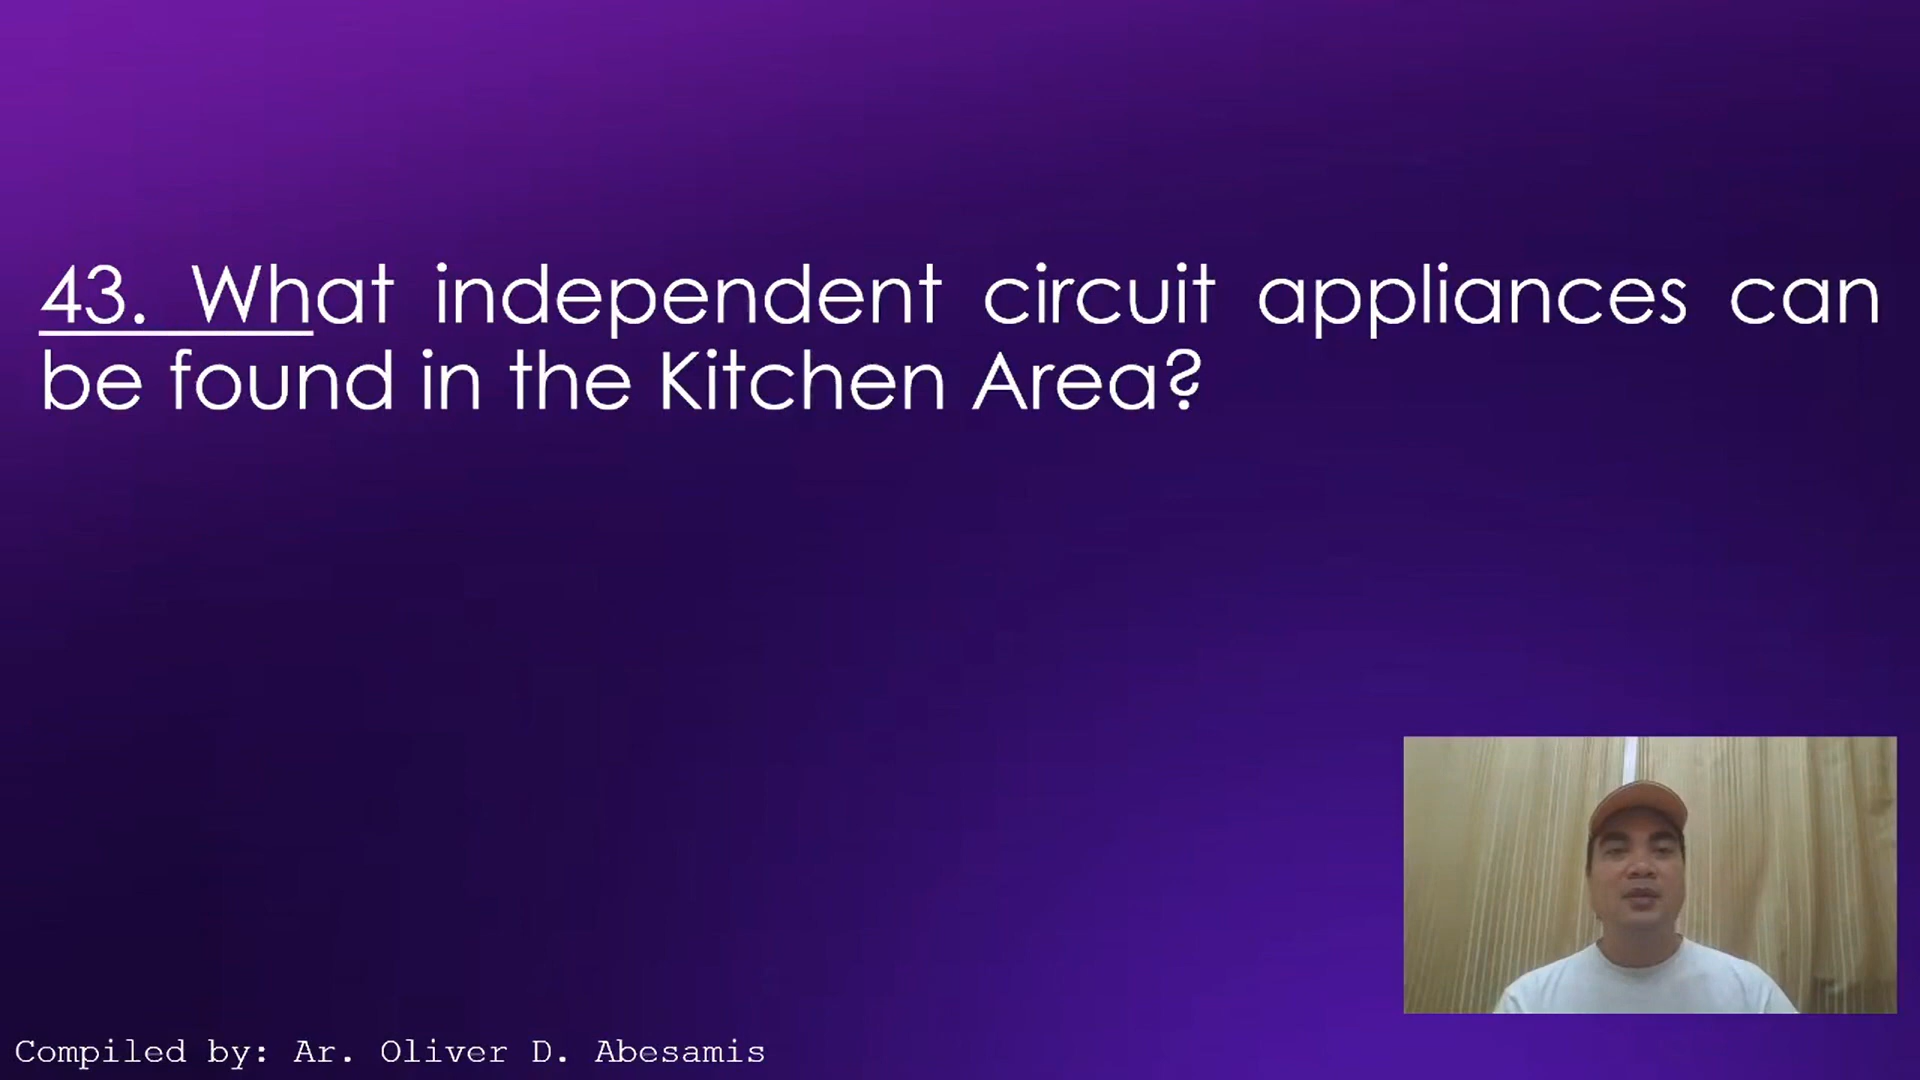 43. What independent circuit appliances can
be found in the Kitchen Area?
Compiled by: Ar. Oliver D. Abesamis